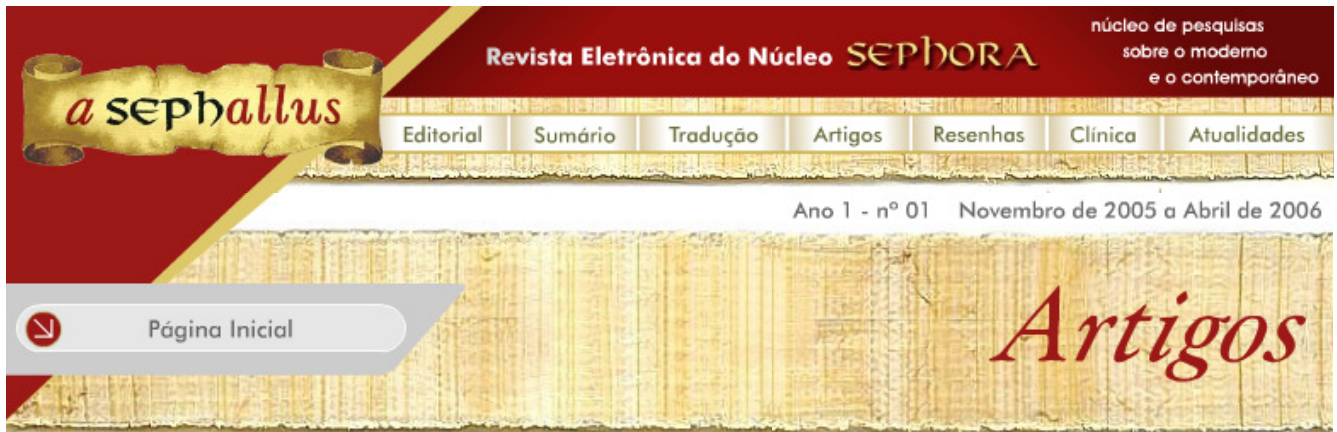 a sephallus
Revista Eletrônica do Núcleo SEPHORA
núcleo de pesquisas
sobre o moderno
e o contemporâneo
Editorial Sumário Tradução Artigos Resenhas Clínica Atualidades
Ano 1 - nº 01 Novembro de 2005 a Abril de 2006
Página Inicial
Artigos